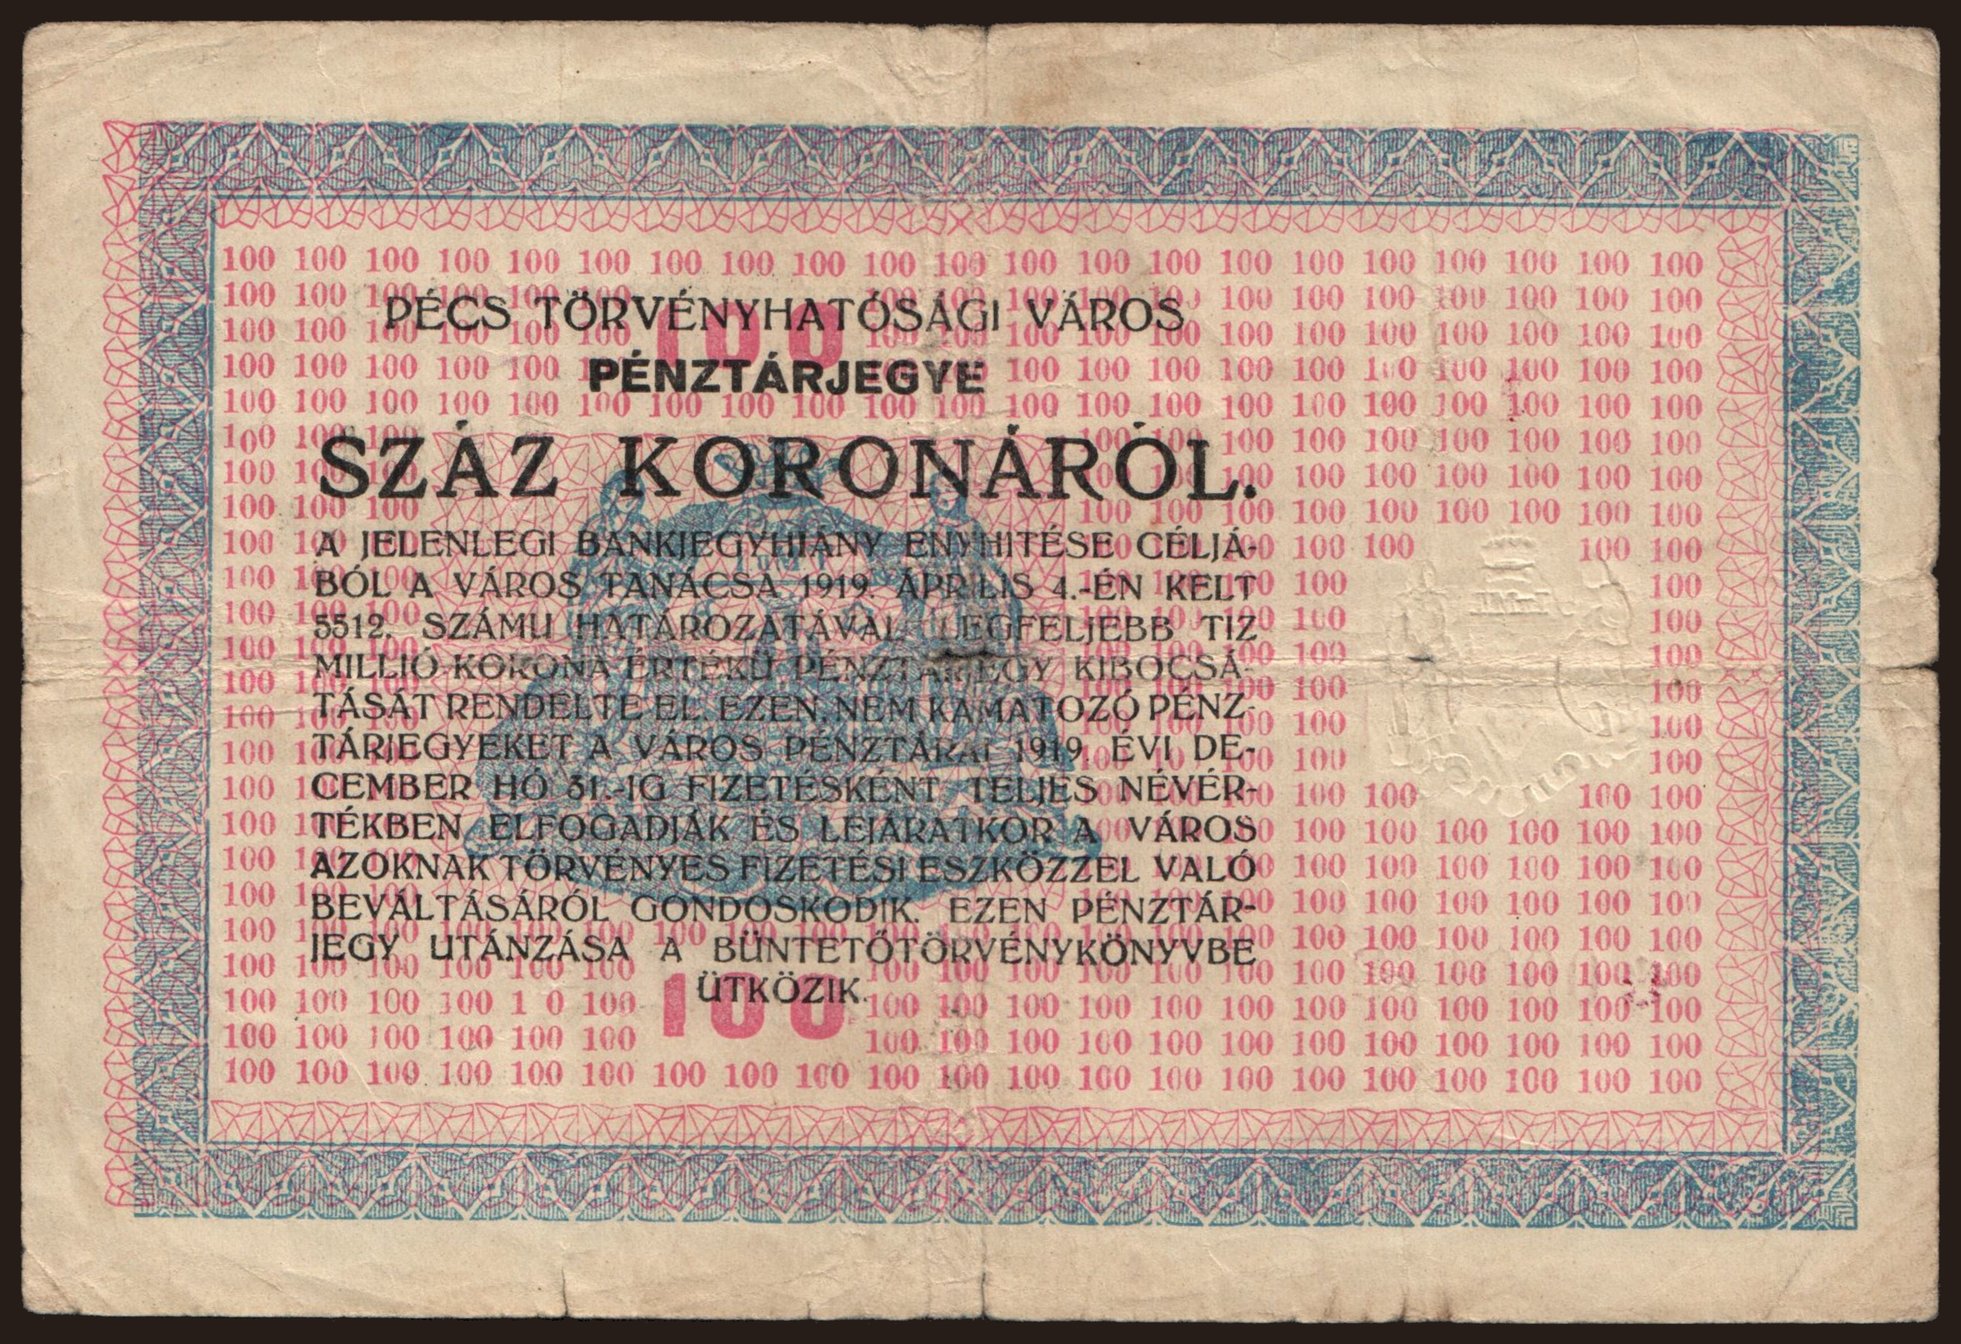 PÉCS TÖRVÉNYHATÓSÁGI VÁROS
PÉNZTÁRJEGYE
SZÁZ KORONÁRÓL.
A JELENLEGI BANKJEGYHIÁNY ENYHITÉSE CÉLJÁ-
BÓL A VÁROS TANÁCSA 1919. ÁPRILIS 4.-ÉN KELT
5512. SZÁMU HATÁROZATÁVAL LEGFELJEBB TIZ
MILLIÓ KORONA ÉRTÉKÜ PÉNZTÁRJEGY KIBOCSÁ-
TÁSÁT RENDELTE EL. EZEN, NEM KAMATOZÓ PÉNZ-
TÁRJEGYEKET A VÁROS PÉNZTÁRAI 1919. ÉVI DE-
CEMBER HÓ 31.-IG FIZETÉSKÉNT TELJES NÉVÉR-
TÉKBEN ELFOGADJÁK ÉS LEJÁRATKOR A VÁROS
AZOKNAK TÖRVÉNYES FIZETÉSI ESZKÖZZEL VALÓ
BEVÁLTÁSÁRÓL GONDOSKODIK. EZEN PÉNZTÁR-
JEGY UTÁNZÁSA A BÜNTETŐTÖRVÉNYKÖNYVBE
ÜTKÖZIK.
100
100